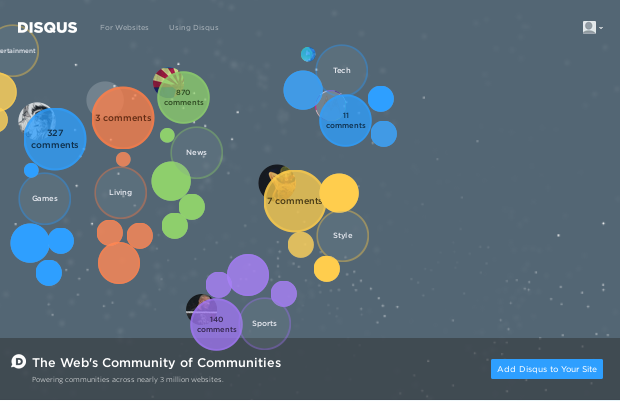 DISQUS
For Websites
Using Disqus
ertainment
Tech
870
comments
3 comments
11
comments
327
comments
News
Living
Games
7 comments
Style
140
comments
Sports
D
The Web's Community of Communities
Powering communities across nearly 3 million websites.
Add Disqus to Your Site